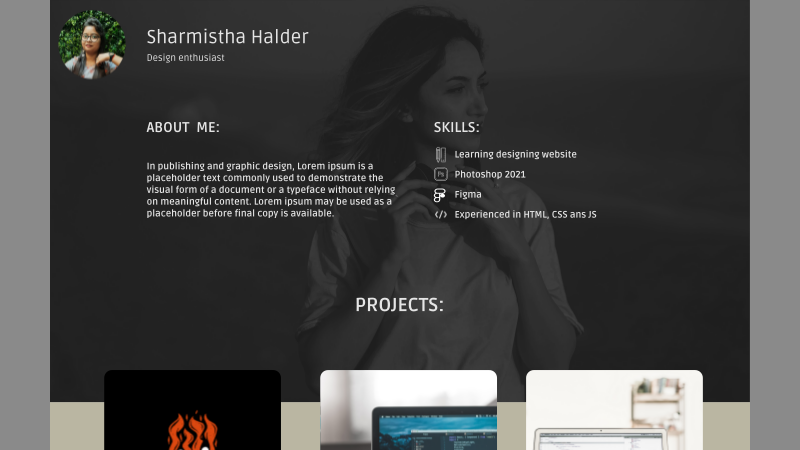 Sharmistha Halder
Design enthusiast
ABOUT ME:
In publishing and graphic design, Lorem ipsum is a
placeholder text commonly used to demonstrate the
visual form of a document or a typeface without relying
on meaningful content. Lorem ipsum may be used as a
placeholder before final copy is available.
SKILLS:
Learning designing website
Ps Photoshop 2021
Figma
</> Experienced in HTML, CSS ans JS
PROJECTS: